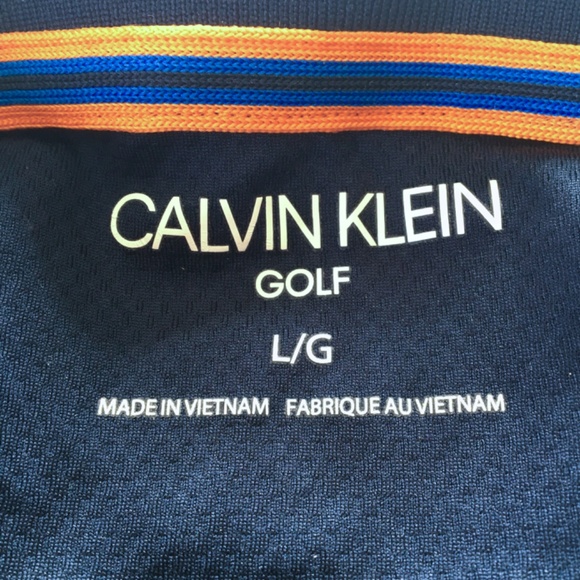 CALVIN KLEIN
GOLF
L/G
MADE IN VIETNAM FABRIQUE AU VIETNAM